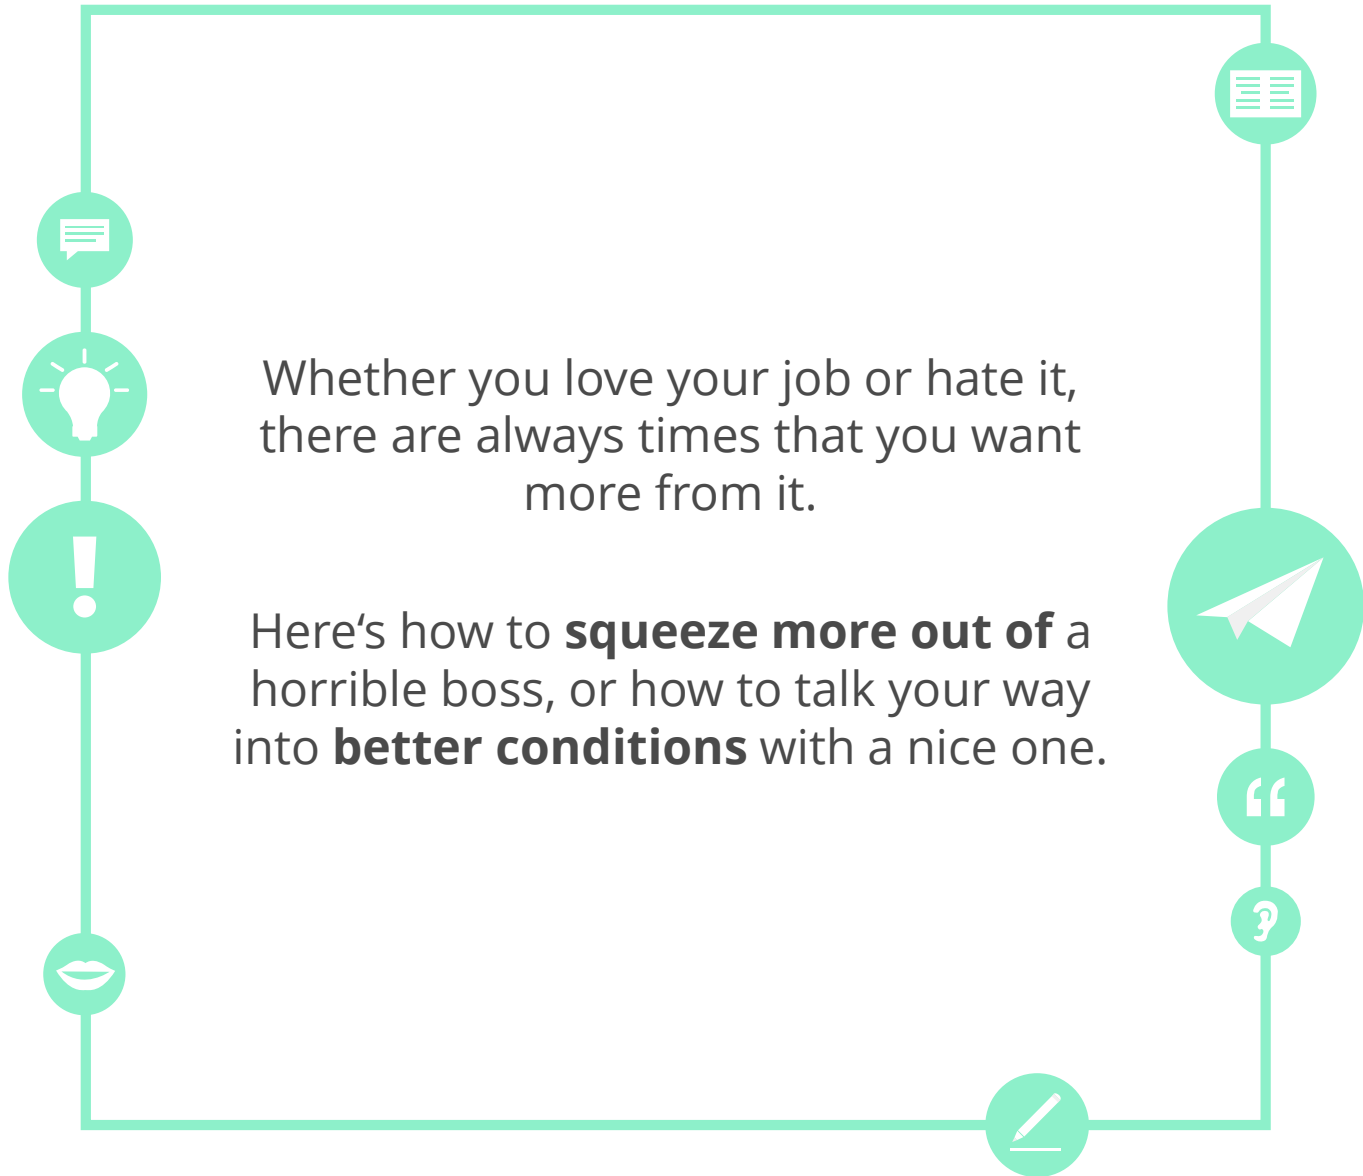 Whether you love your job or hate it,
there are always times that you want
more from it.
Here‘s how to squeeze more out of a
horrible boss, or how to talk your way
into better conditions with a nice one.